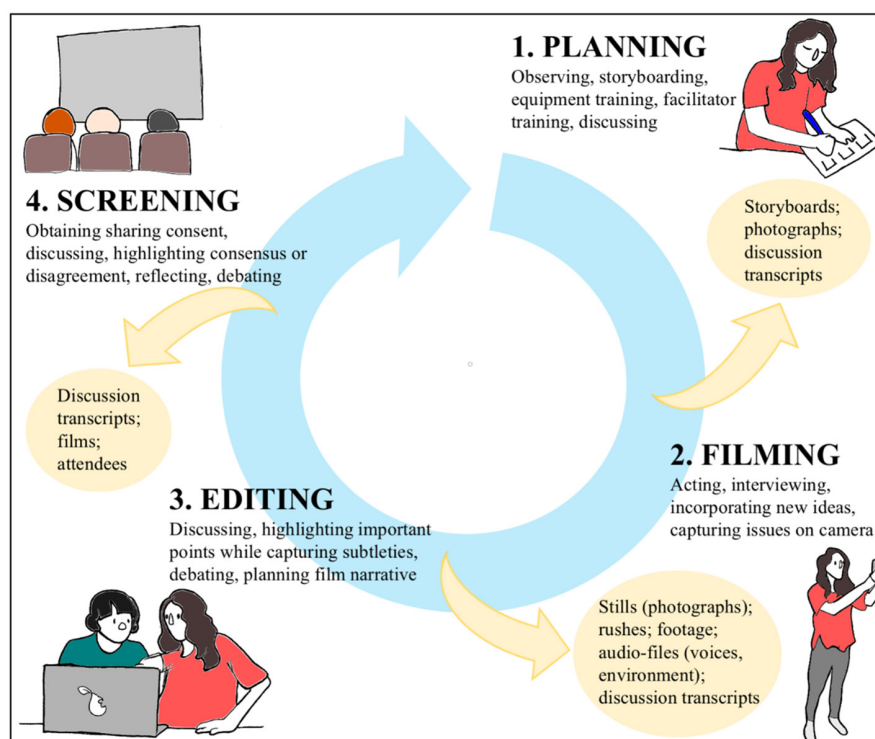 1. PLANNING
Observing, storyboarding,
equipment training, facilitator
training, discussing
Storyboards;
photographs;
discussion
transcripts
2. FILMING
Acting, interviewing,
incorporating new ideas,
capturing issues on camera
Stills (photographs);
rushes; footage;
audio-files (voices,
environment);
discussion transcripts
3. EDITING
Discussing, highlighting important
points while capturing subtleties,
debating, planning film narrative
4. SCREENING
Obtaining sharing consent,
discussing, highlighting consensus or
disagreement, reflecting, debating
Discussion
transcripts;
films;
attendees